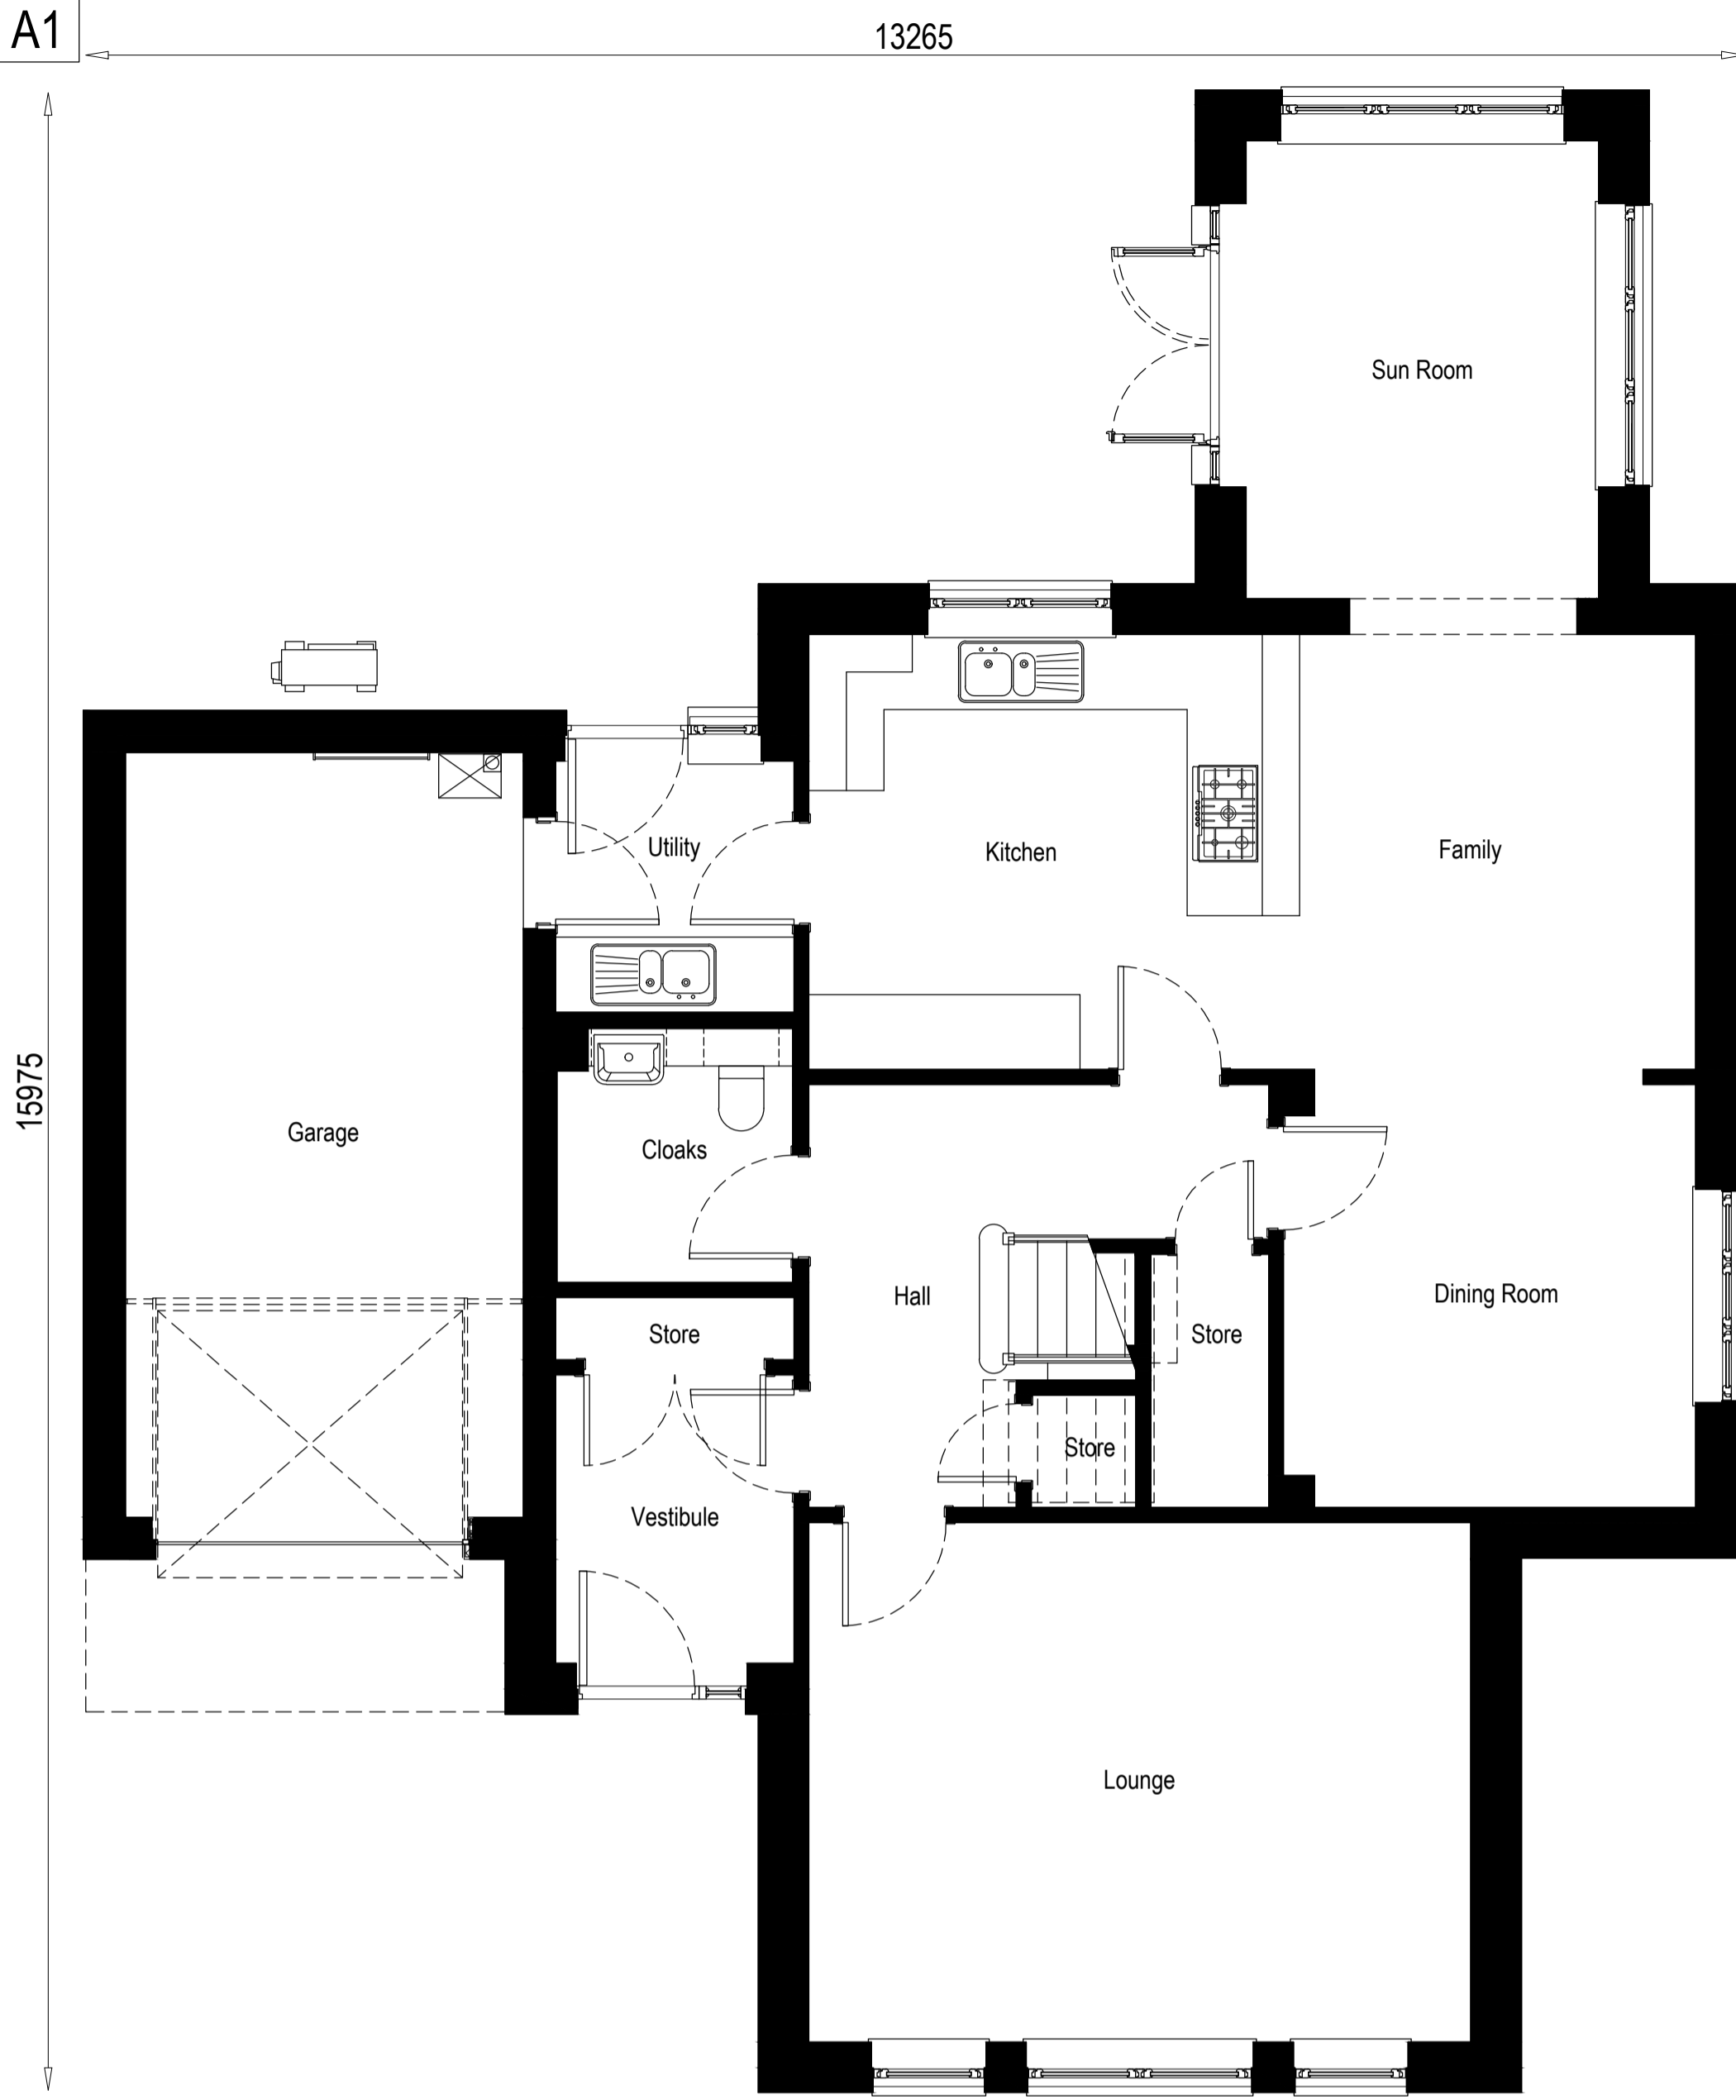 A1
13265
Sun Room
Utility
Kitchen
Family
15975
Garage
Cloaks
Hall
Store
Store
Dining Room
Store
Vestibule
Lounge